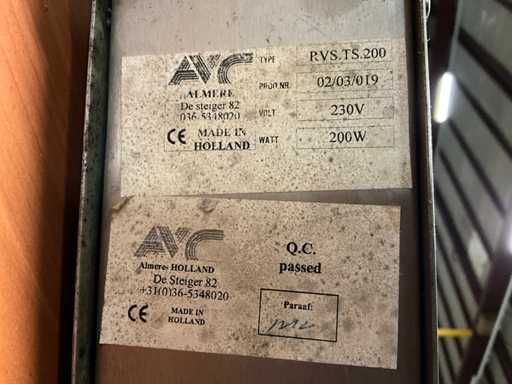 AVC TYPE RVS.TS.200
ALMERE PROD.NR. 02/03/019
De steiger 82
036-5348020 VOLT 230V
CE MADE IN HOLLAND WATT 200W
AVC
Almere- HOLLAND
De Steiger 82
+31(0)36-5348020
CE MADE IN
HOLLAND
Q.C.
passed
Paraaf: